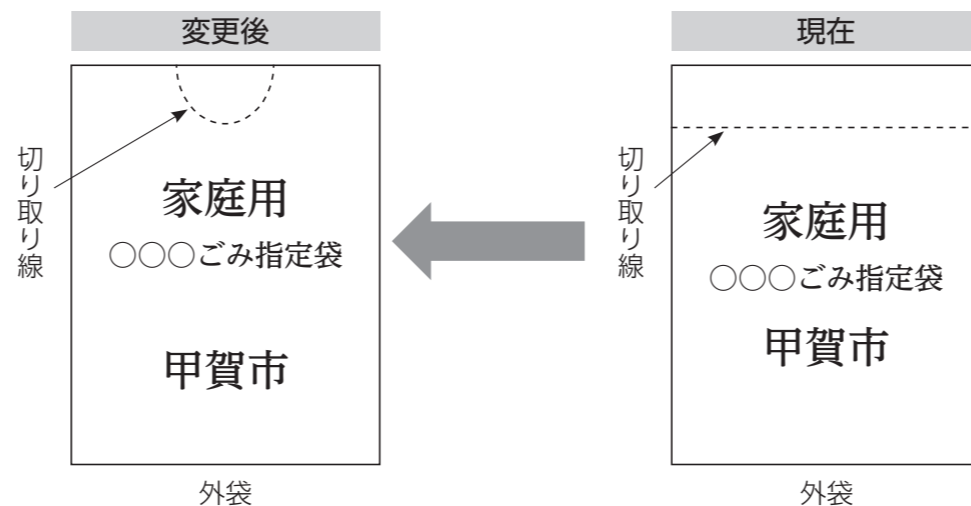 現在
切り取り線
家庭用
○○○ごみ指定袋
甲賀市
外袋
変更後
切り取り線
家庭用
○○○ごみ指定袋
甲賀市
外袋